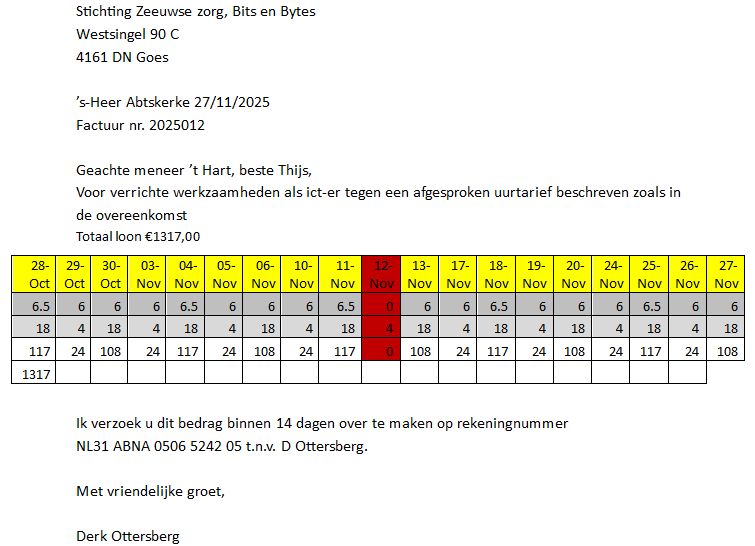 Stichting Zeeuwse zorg, Bits en Bytes
Westsingel 90 C
4161 DN Goes
’s-Heer Abtskerke 27/11/2025
Factuur nr. 2025012
Geachte meneer ’t Hart, beste Thijs,
Voor verrichte werkzaamheden als ict-er tegen een afgesproken uurtarief beschreven zoals in
de overeenkomst
Totaal loon €1317,00
28- 29- 30- 03- 04- 05- 06- 10- 11- 12- 13- 17- 18- 19- 20- 24- 25- 26- 27-
Oct Oct Oct Nov Nov Nov Nov Nov Nov Nov Nov Nov Nov Nov Nov Nov Nov Nov Nov
6.5 6 6 6 6.5 6 6 6 6.5 0 6 6 6.5 6 6 6 6.5 6 6
18 4 18 4 18 4 18 4 18 4 18 4 18 4 18 4 18 4 18
117 24 108 24 117 24 108 24 117 0 108 24 117 24 108 24 117 24 108
1317
Ik verzoek u dit bedrag binnen 14 dagen over te maken op rekeningnummer
NL31 ABNA 0506 5242 05 t.n.v. D Ottersberg.
Met vriendelijke groet,
Derk Ottersberg